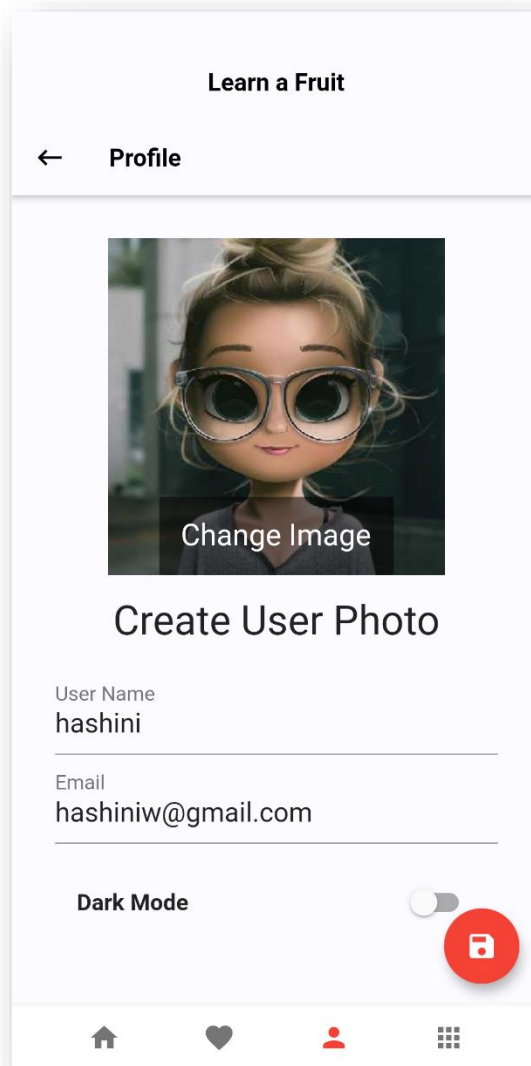 Learn a Fruit
Profile
Change Image
Create User Photo
User Name
hashini
Email
hashiniw@gmail.com
Dark Mode